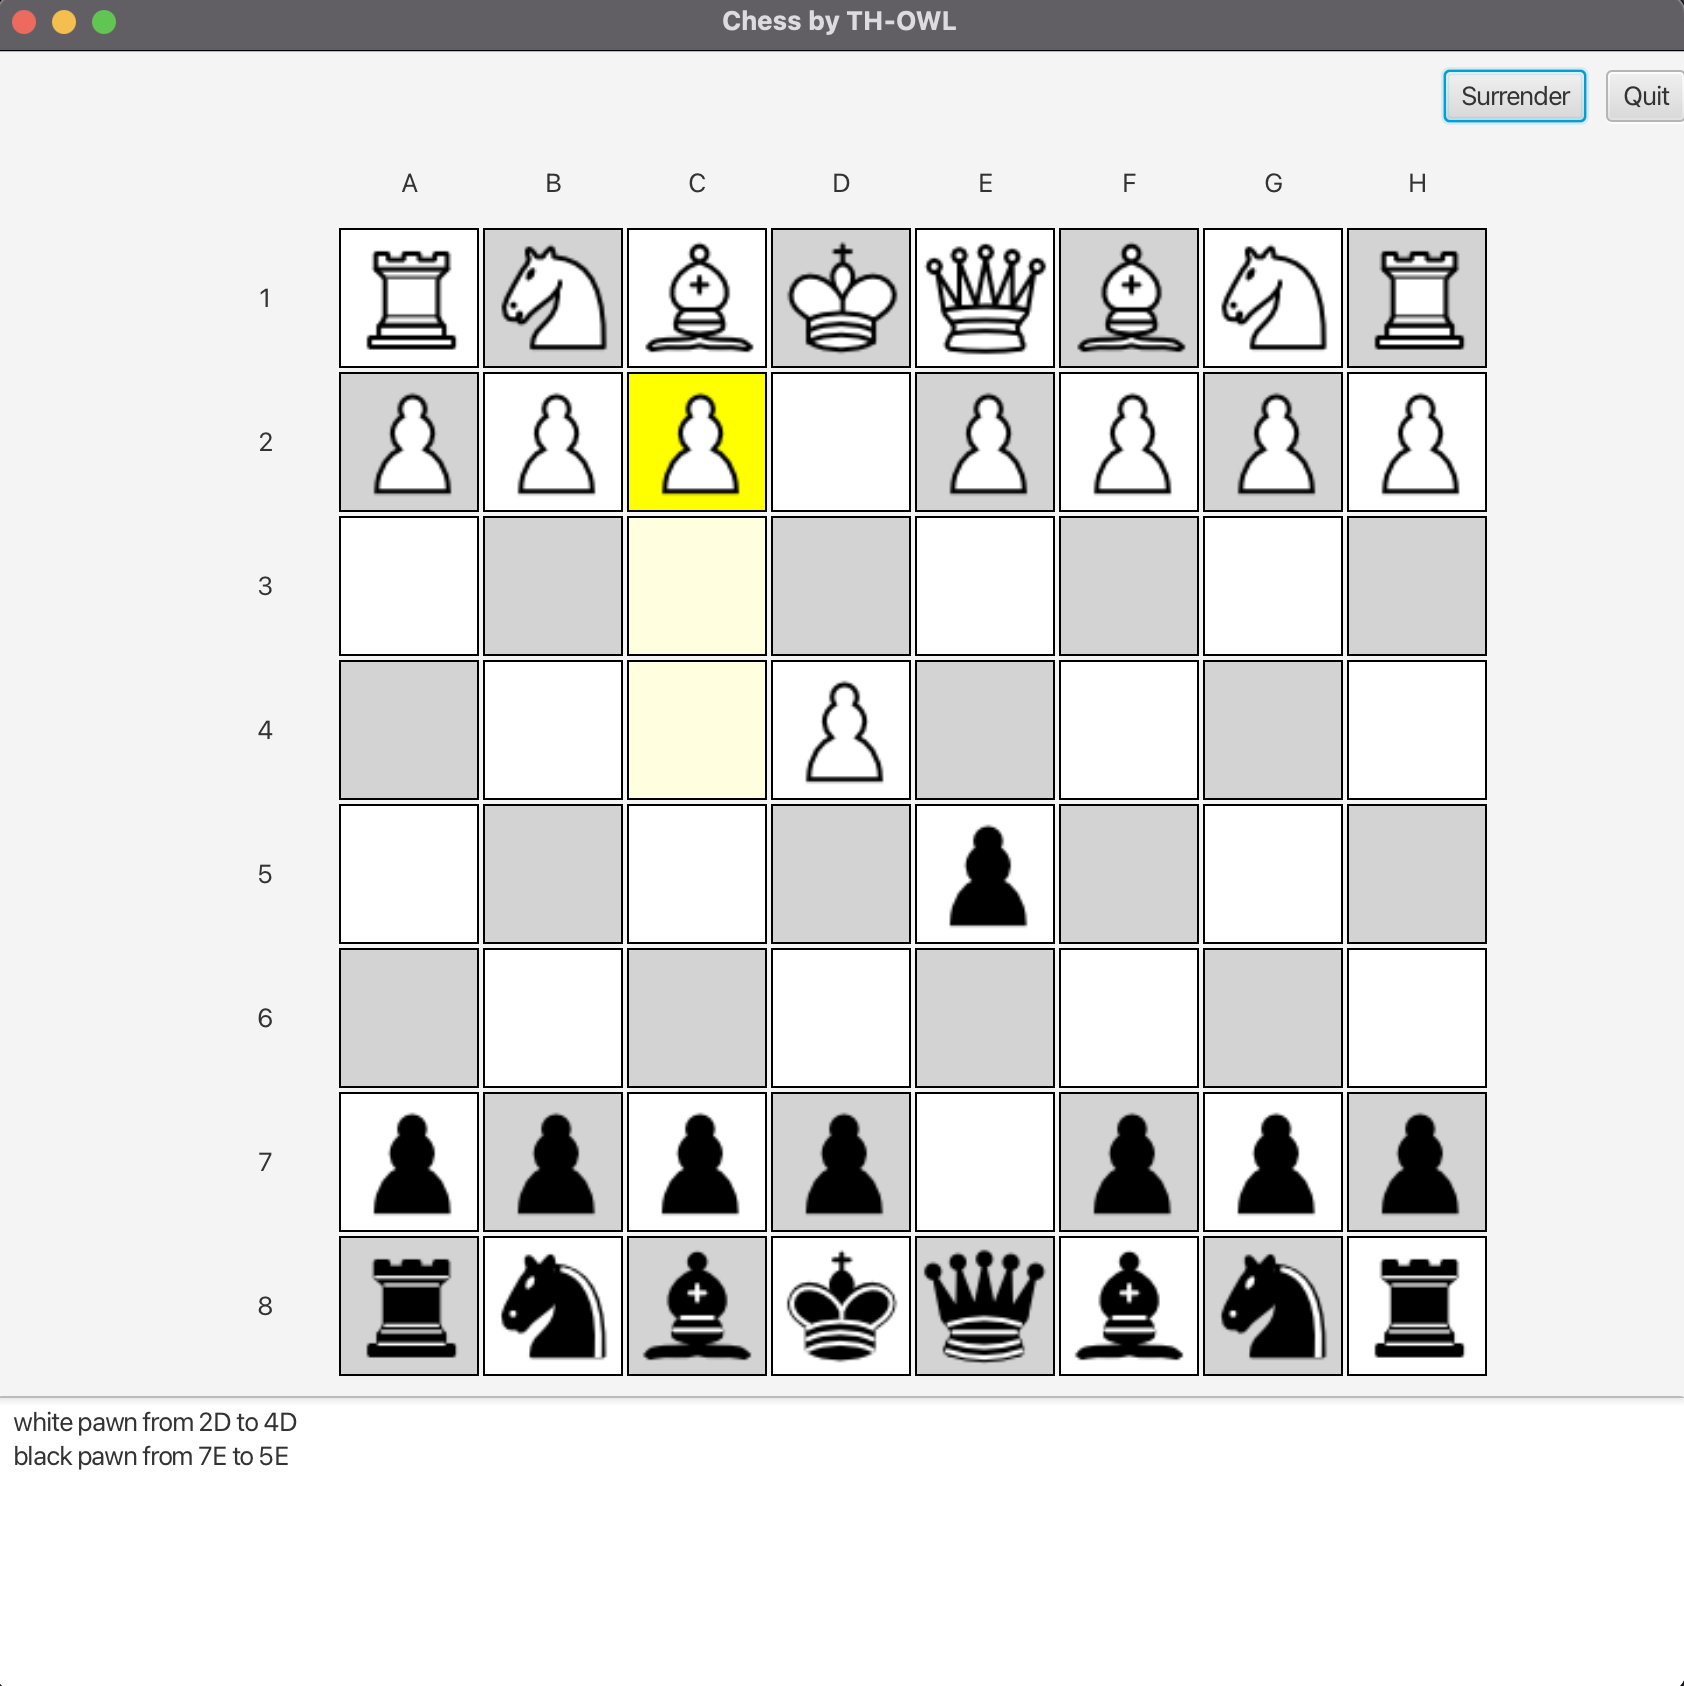 Chess by TH-OWL
Surrender Quit
A B C D E F G H
1
2
3
4
5
6
7
8
white pawn from 2D to 4D
black pawn from 7E to 5E